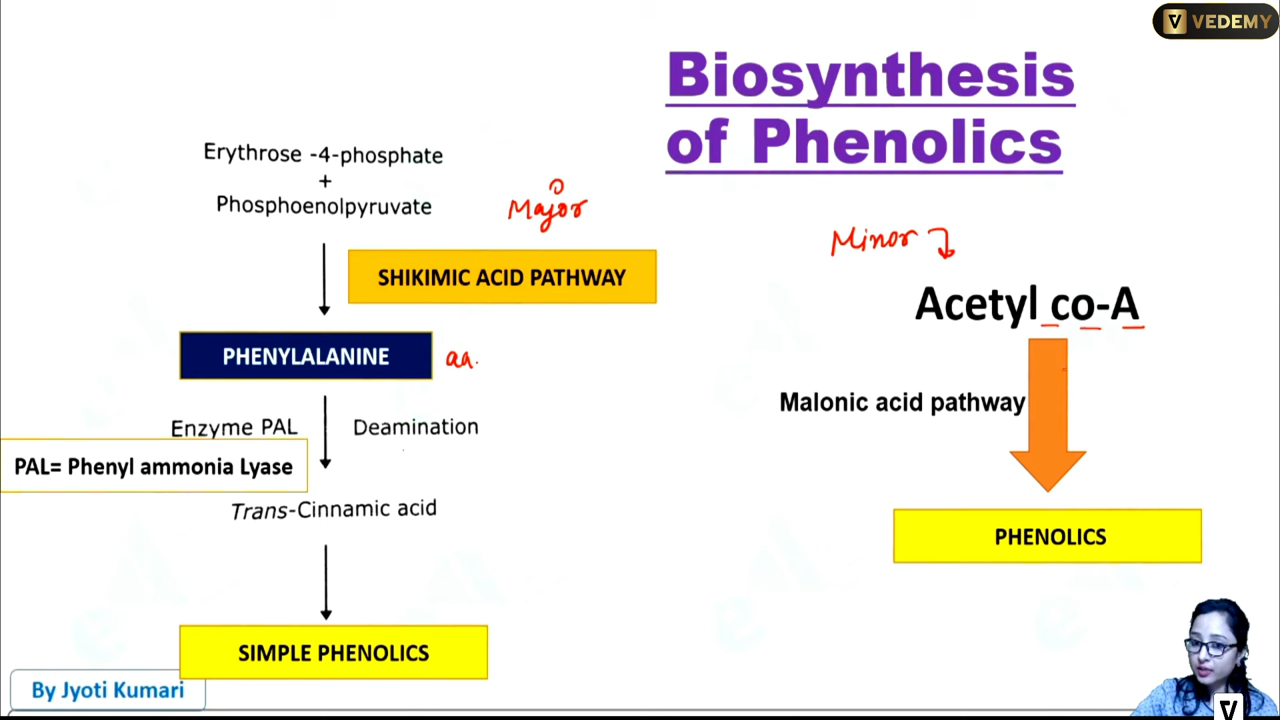 VEDEMY
Biosynthesis
of Phenolics
Erythrose -4-phosphate
+
Phosphoenolpyruvate
Major
SHIKIMIC ACID PATHWAY
PHENYLALANINE
aa.
Enzyme PAL
Deamination
PAL= Phenyl ammonia Lyase
Trans-Cinnamic acid
SIMPLE PHENOLICS
Minor
Acetyl co-A
Malonic acid pathway
PHENOLICS
By Jyoti Kumari